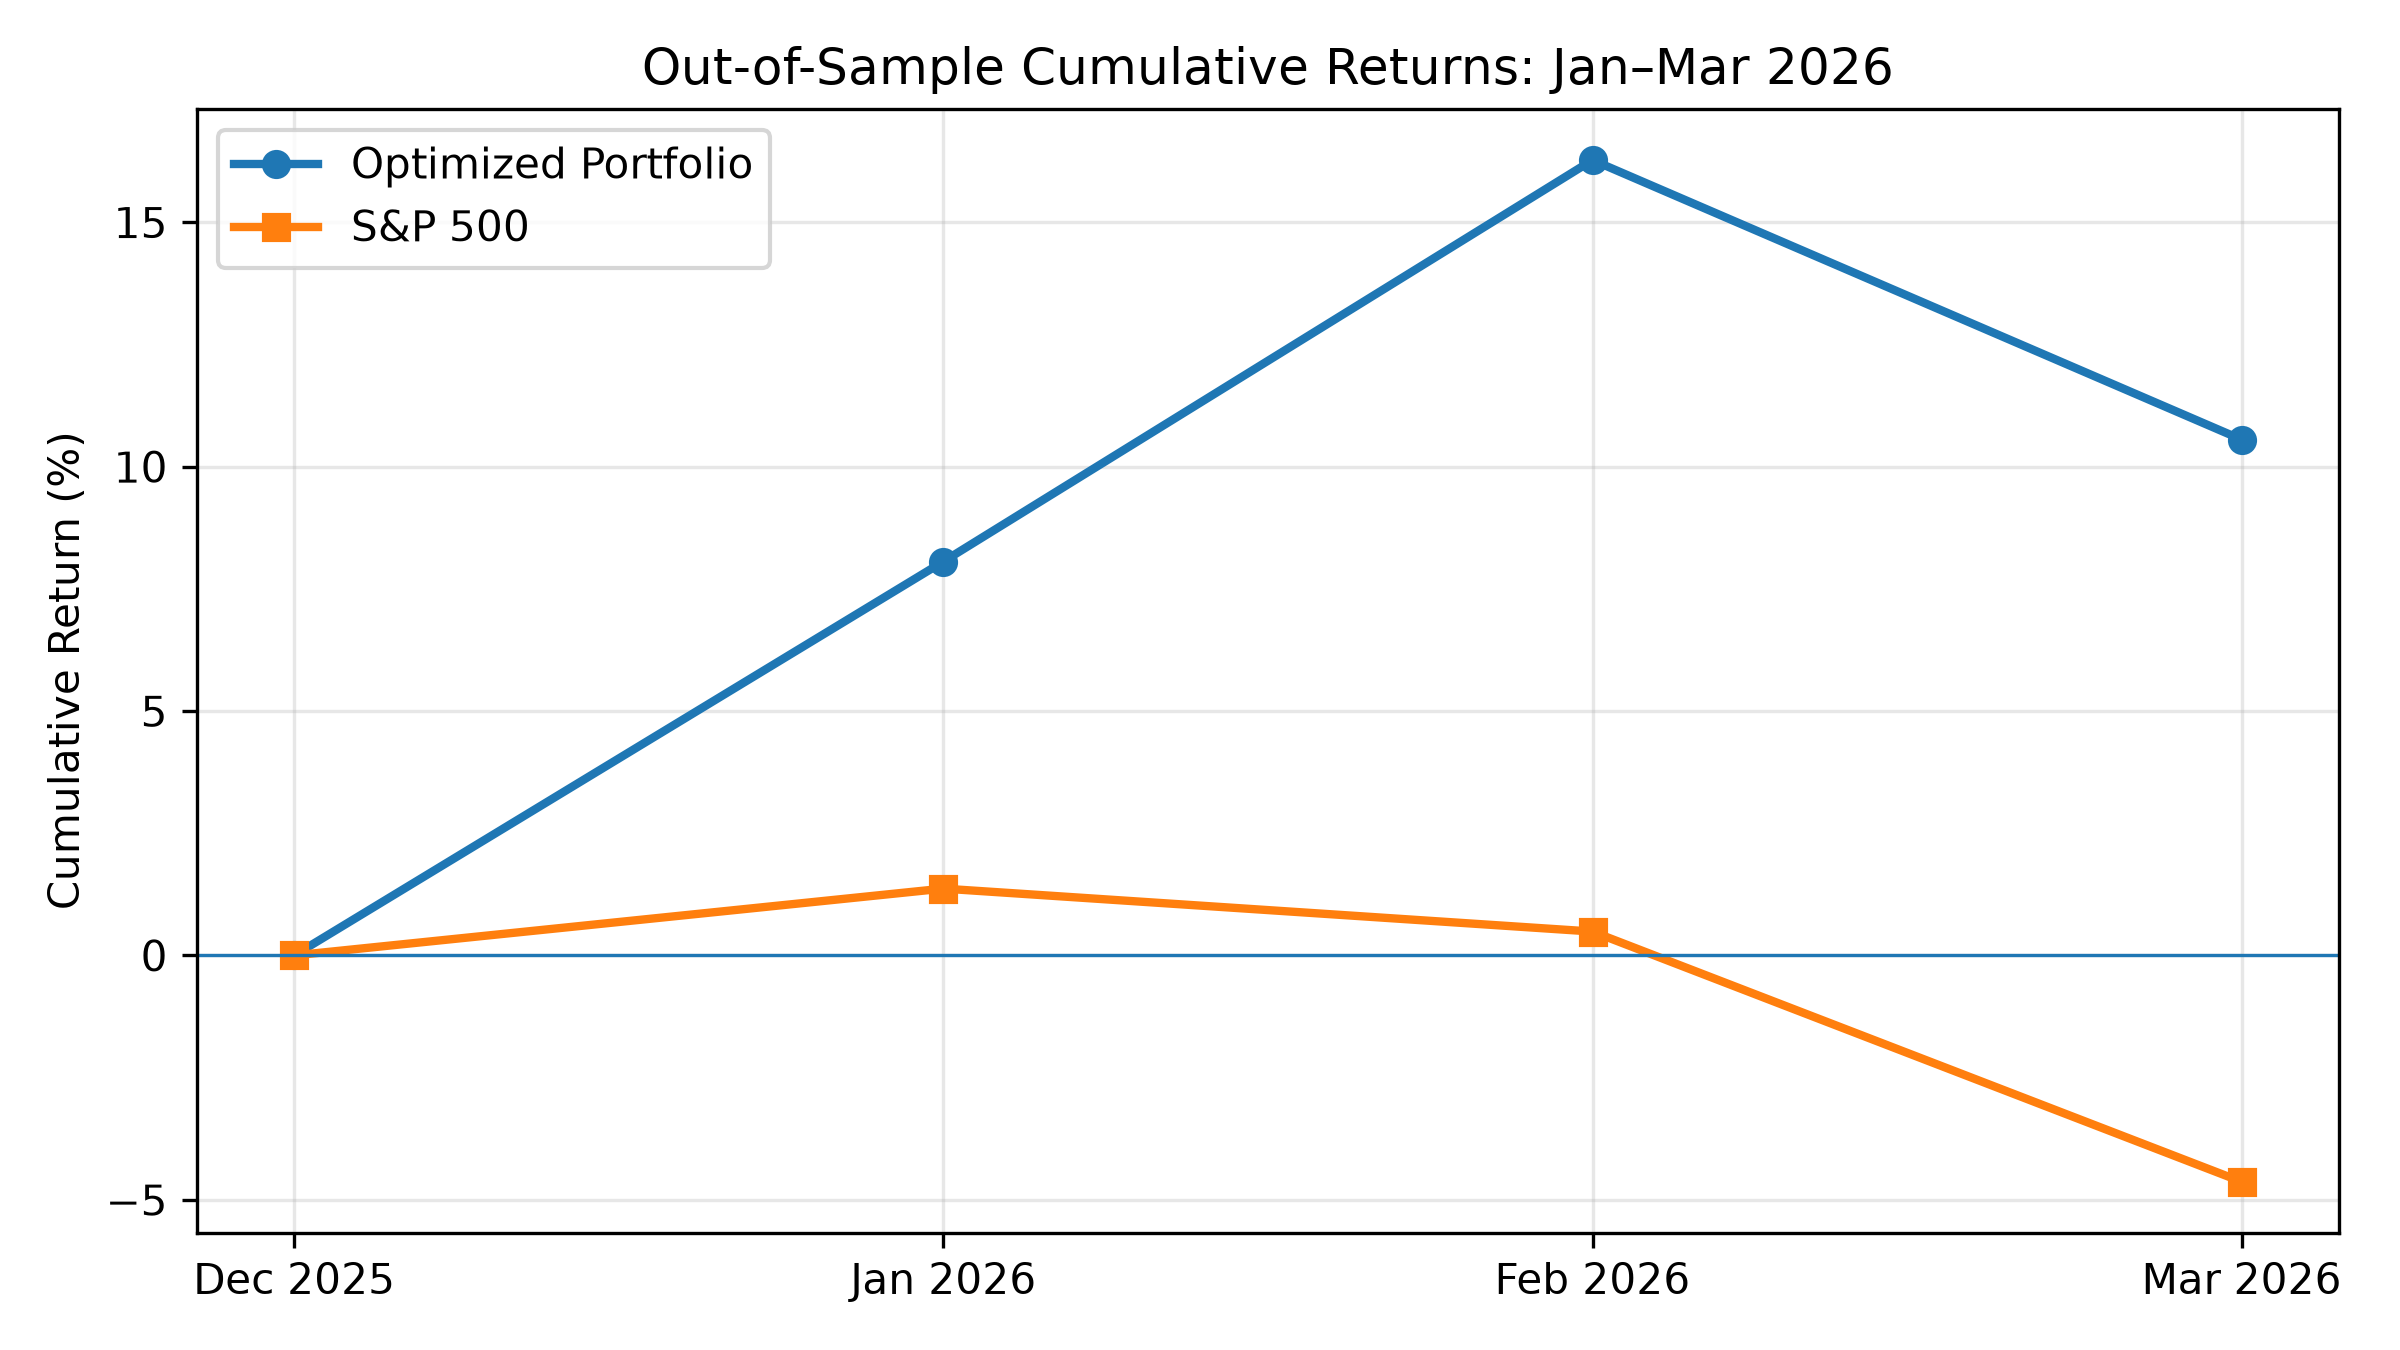 Out-of-Sample Cumulative Returns: Jan–Mar 2026
Optimized Portfolio
S&P 500
Cumulative Return (%)
15
10
5
0
−5
Dec 2025
Jan 2026
Feb 2026
Mar 2026